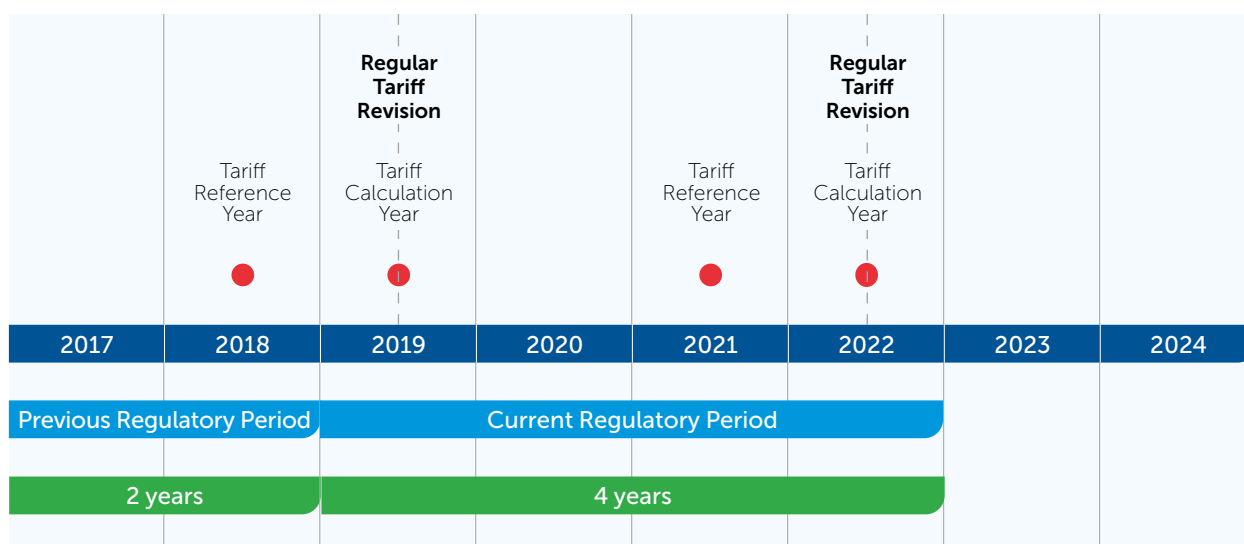 Regular
Tariff
Revision
Regular
Tariff
Revision
Tariff
Reference
Year
Tariff
Calculation
Year
Tariff
Reference
Year
Tariff
Calculation
Year
2017 2018 2019 2020 2021 2022 2023 2024
Previous Regulatory Period Current Regulatory Period
2 years 4 years